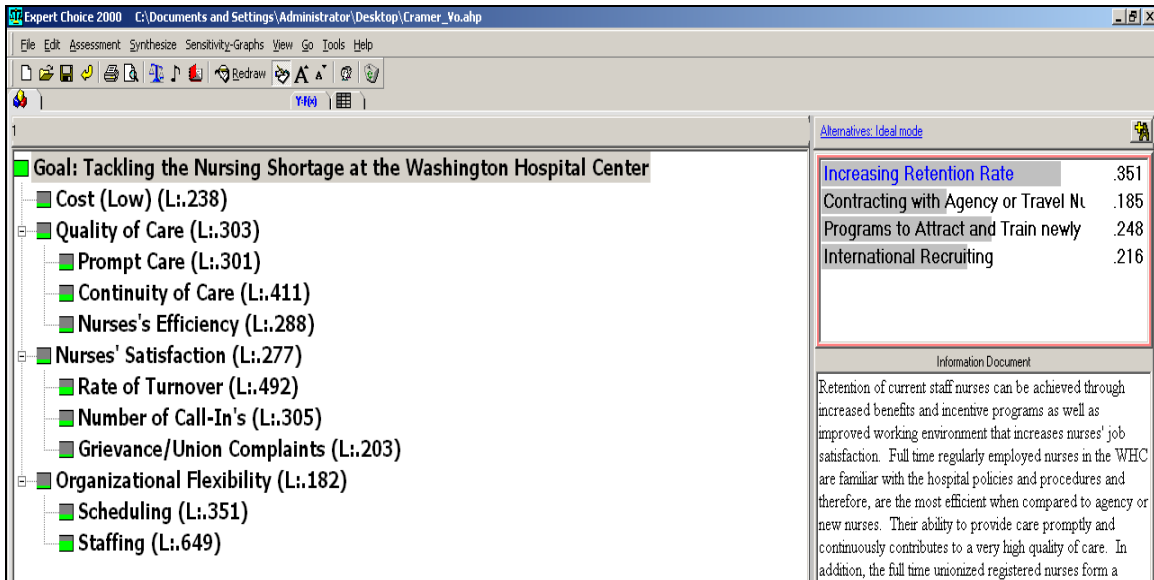 Expert Choice 2000 C:\Documents and Settings\Administrator\Desktop\Cramer_Vo.ahp
File Edit Assessment Synthesize Sensitivity-Graphs View Go Tools Help
Redraw A A
Y=f(x)
1
Alternatives: Ideal mode
Goal: Tackling the Nursing Shortage at the Washington Hospital Center
Cost (Low) (L:.238)
Quality of Care (L:.303)
Prompt Care (L:.301)
Continuity of Care (L:.411)
Nurses's Efficiency (L:.288)
Nurses' Satisfaction (L:.277)
Rate of Turnover (L:.492)
Number of Call-In's (L:.305)
Grievance/Union Complaints (L:.203)
Organizational Flexibility (L:.182)
Scheduling (L:.351)
Staffing (L:.649)
Increasing Retention Rate .351
Contracting with Agency or Travel Nu .185
Programs to Attract and Train newly .248
International Recruiting .216
Information Document
Retention of current staff nurses can be achieved through
increased benefits and incentive programs as well as
improved working environment that increases nurses' job
satisfaction. Full time regularly employed nurses in the WHC
are familiar with the hospital policies and procedures and
therefore, are the most efficient when compared to agency or
new nurses. Their ability to provide care promptly and
continuously contributes to a very high quality of care. In
addition, the full time unionized registered nurses form a